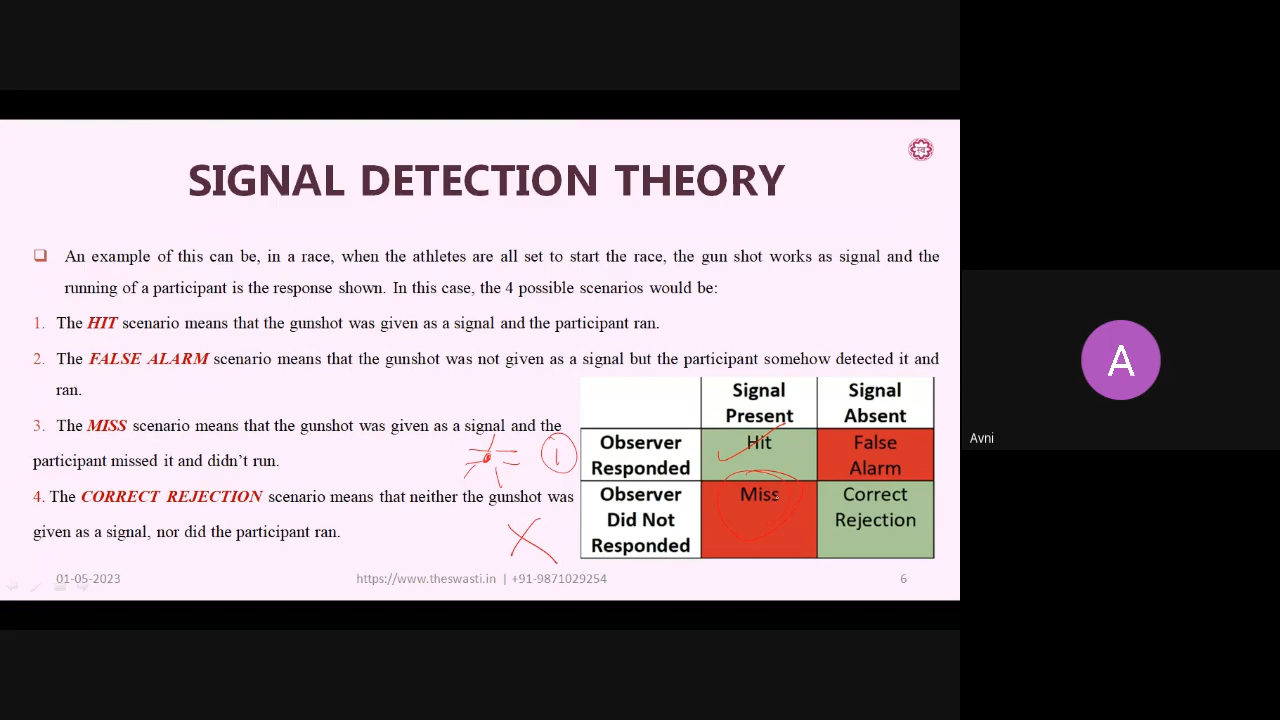 SIGNAL DETECTION THEORY
❑ An example of this can be, in a race, when the athletes are all set to start the race, the gun shot works as signal and the
running of a participant is the response shown. In this case, the 4 possible scenarios would be:
1. The HIT scenario means that the gunshot was given as a signal and the participant ran.
2. The FALSE ALARM scenario means that the gunshot was not given as a signal but the participant somehow detected it and
ran.
3. The MISS scenario means that the gunshot was given as a signal and the
participant missed it and didn't run.
4. The CORRECT REJECTION scenario means that neither the gunshot was
given as a signal, nor did the participant ran.
1
Signal
Present
Signal
Absent
Observer
Responded
Hit
False
Alarm
Observer
Did Not
Responded
Miss
Correct
Rejection
01-05-2023
https://www.theswasti.in | +91-9871029254
6
A
Avni